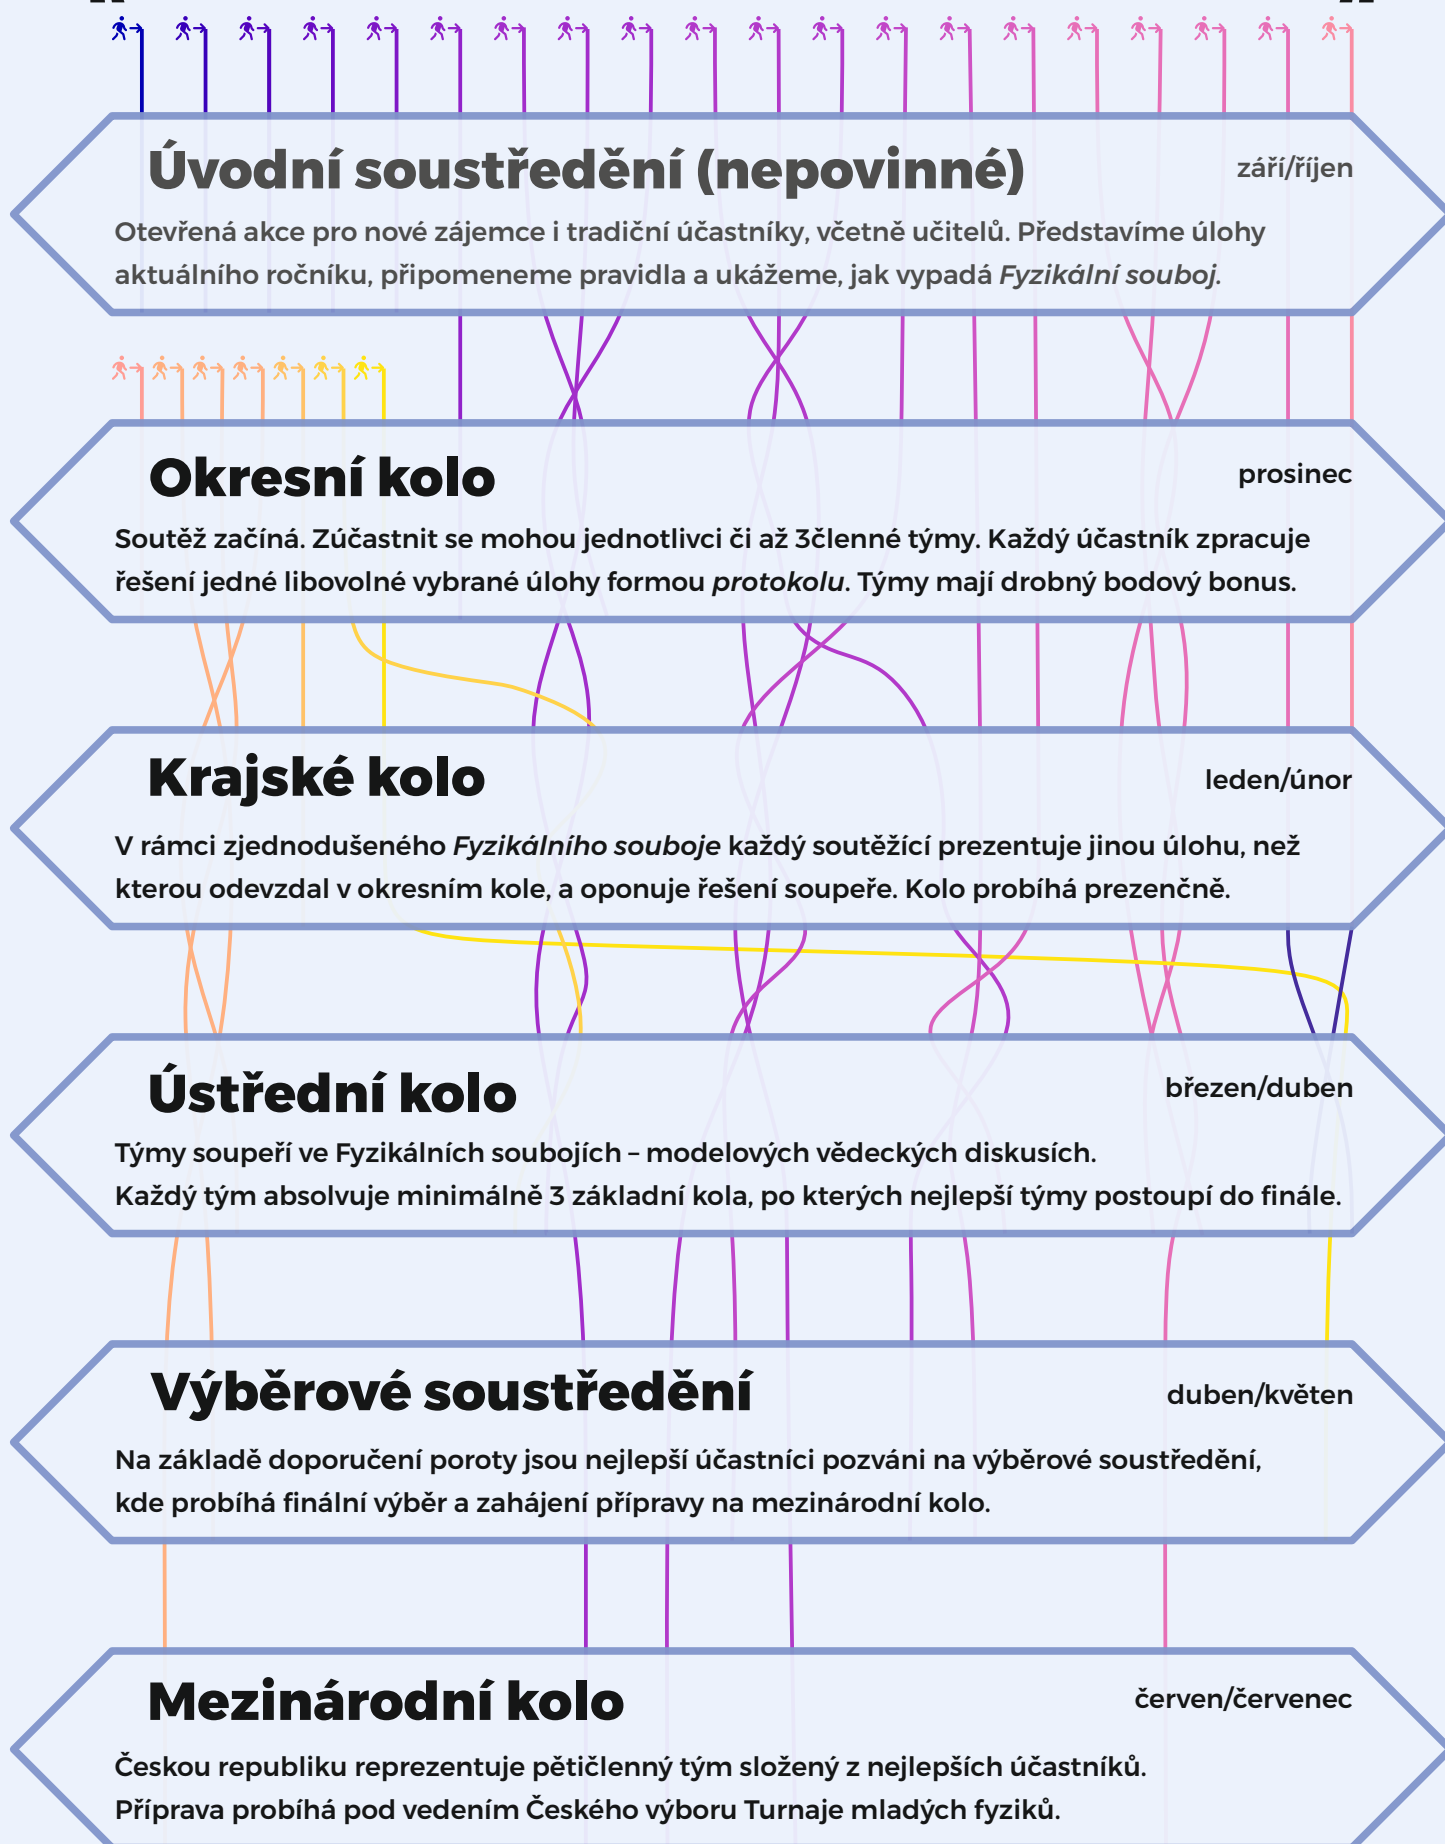 Úvodní soustředění (nepovinné)
září/říjen
Otevřená akce pro nové zájemce i tradiční účastníky, včetně učitelů. Představíme úlohy
aktuálního ročníku, připomeneme pravidla a ukážeme, jak vypadá Fyzikální souboj.
Okresní kolo
prosinec
Soutěž začíná. Zúčastnit se mohou jednotlivci či až 3členné týmy. Každý účastník zpracuje
řešení jedné libovolné vybrané úlohy formou protokolu. Týmy mají drobný bodový bonus.
Krajské kolo
leden/únor
V rámci zjednodušeného Fyzikálního souboje každý soutěžící prezentuje jinou úlohu, než
kterou odevzdal v okresním kole, a oponuje řešení soupeře. Kolo probíhá prezenčně.
Ústřední kolo
březen/duben
Týmy soupeří ve Fyzikálních soubojích – modelových vědeckých diskusích.
Každý tým absolvuje minimálně 3 základní kola, po kterých nejlepší týmy postoupí do finále.
Výběrové soustředění
duben/květen
Na základě doporučení poroty jsou nejlepší účastníci pozváni na výběrové soustředění,
kde probíhá finální výběr a zahájení přípravy na mezinárodní kolo.
Mezinárodní kolo
červen/červenec
Českou republiku reprezentuje pětičlenný tým složený z nejlepších účastníků.
Příprava probíhá pod vedením Českého výboru Turnaje mladých fyziků.